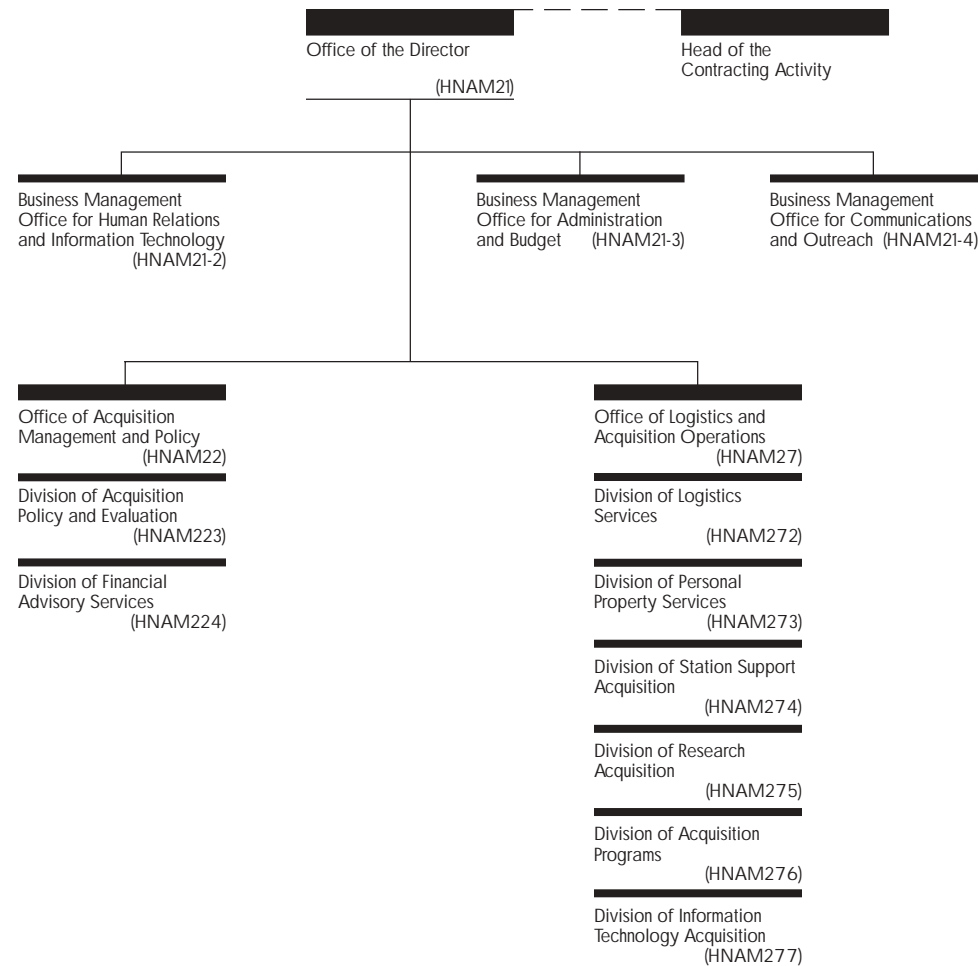 Office of the Director
(HNAM21)
Head of the
Contracting Activity
Business Management
Office for Human Relations
and Information Technology
(HNAM21-2)
Business Management
Office for Administration
and Budget (HNAM21-3)
Business Management
Office for Communications
and Outreach (HNAM21-4)
Office of Acquisition
Management and Policy
(HNAM22)
Division of Acquisition
Policy and Evaluation
(HNAM223)
Division of Financial
Advisory Services
(HNAM224)
Office of Logistics and
Acquisition Operations
(HNAM27)
Division of Logistics
Services
(HNAM272)
Division of Personal
Property Services
(HNAM273)
Division of Station Support
Acquisition
(HNAM274)
Division of Research
Acquisition
(HNAM275)
Division of Acquisition
Programs
(HNAM276)
Division of Information
Technology Acquisition
(HNAM277)